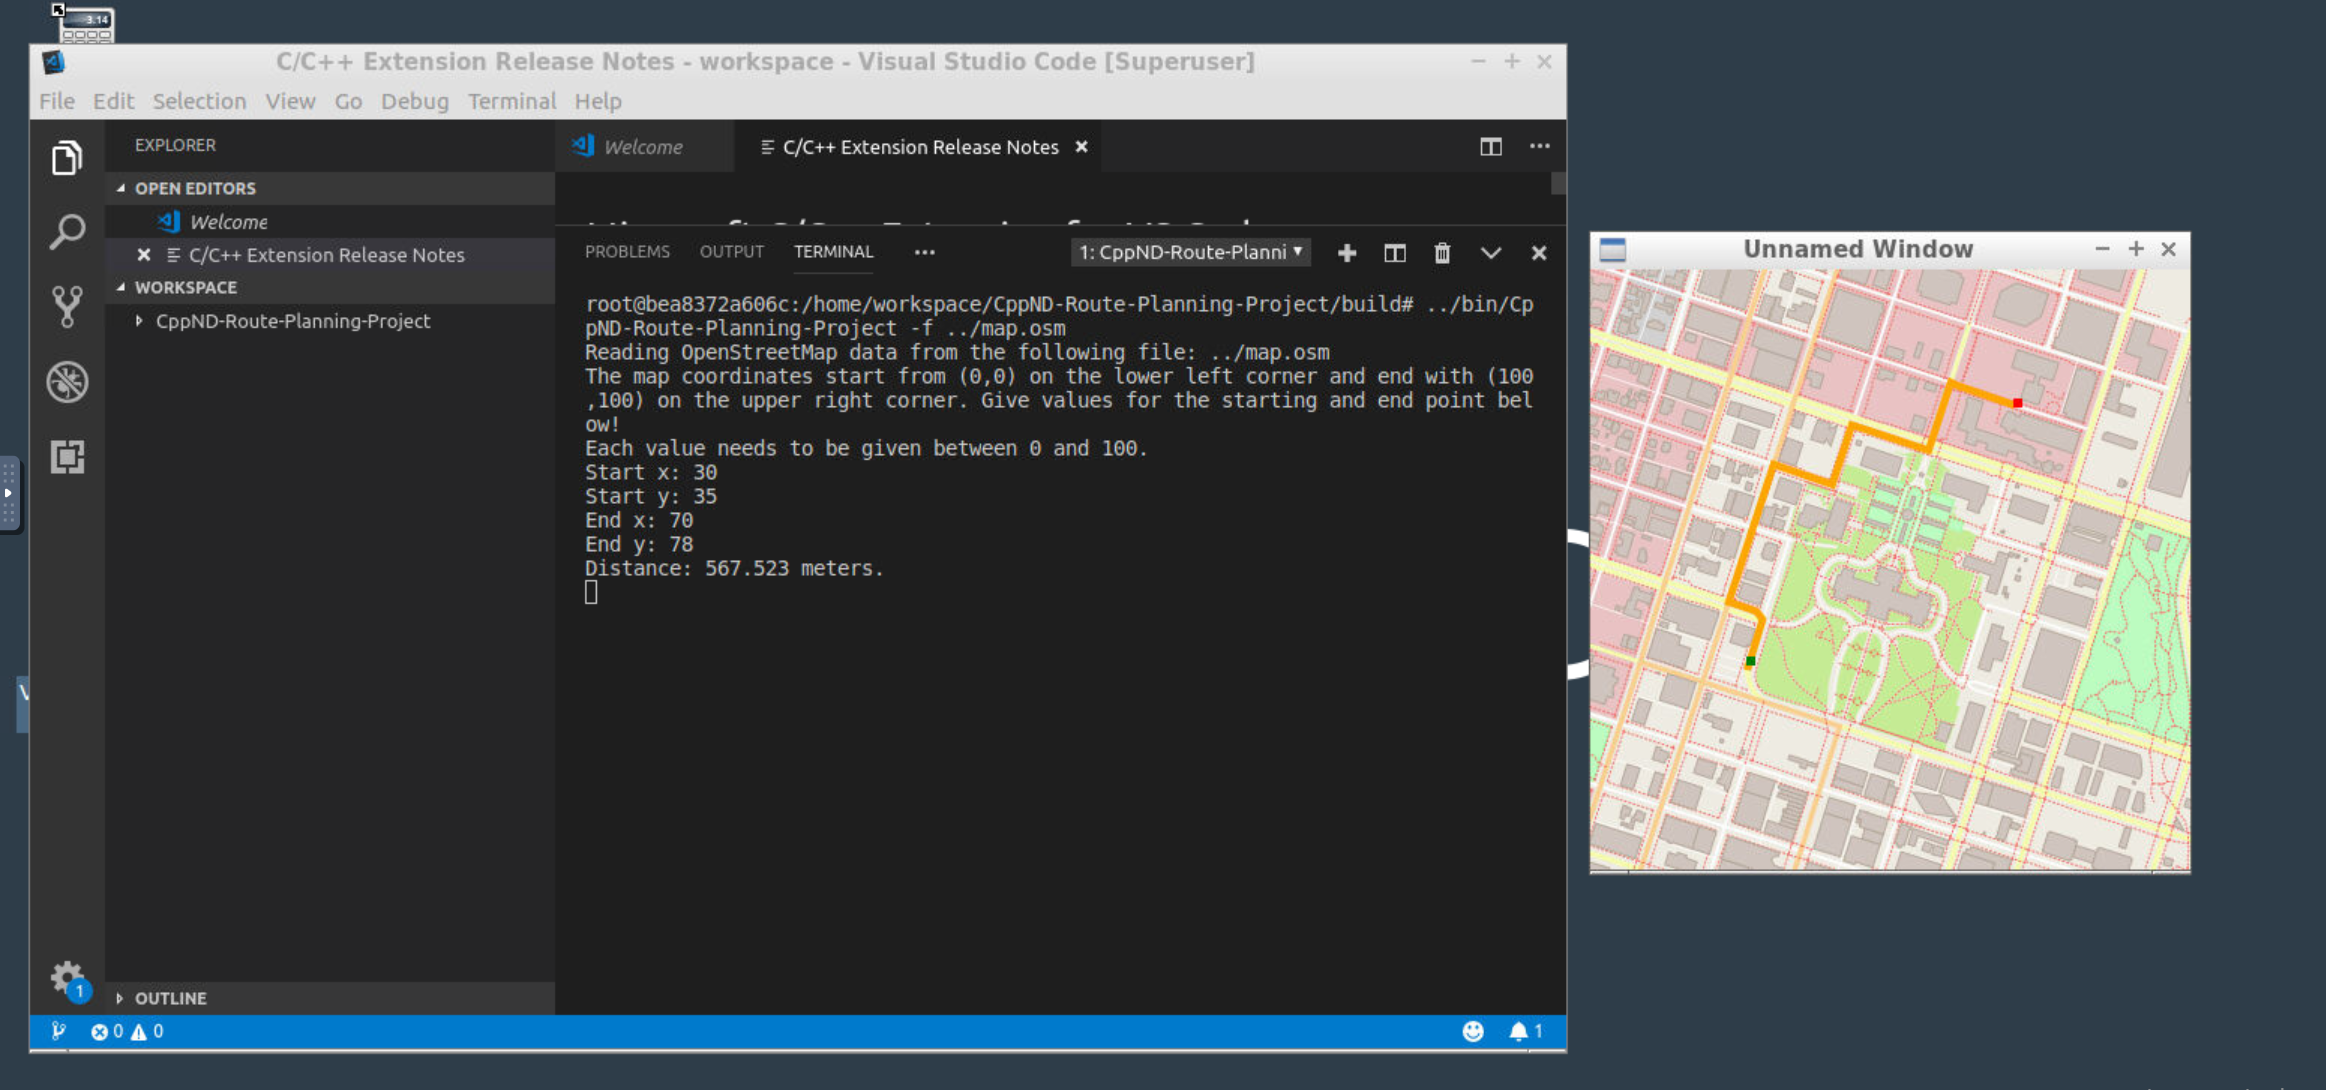 3.14
C/C++ Extension Release Notes - workspace - Visual Studio Code [Superuser]
File Edit Selection View Go Debug Terminal Help
EXPLORER
OPEN EDITORS
Welcome
C/C++ Extension Release Notes
WORKSPACE
CppND-Route-Planning-Project
OUTLINE
1
0 0
Welcome C/C++ Extension Release Notes
PROBLEMS OUTPUT TERMINAL ••• 1: CppND-Route-Planni
root@bea8372a606c:/home/workspace/CppND-Route-Planning-Project/build# ../bin/Cp
pND-Route-Planning-Project -f ../map.osm
Reading OpenStreetMap data from the following file: ../map.osm
The map coordinates start from (0,0) on the lower left corner and end with (100
,100) on the upper right corner. Give values for the starting and end point bel
ow!
Each value needs to be given between 0 and 100.
Start x: 30
Start y: 35
End x: 70
End y: 78
Distance: 567.523 meters.
1
Unnamed Window